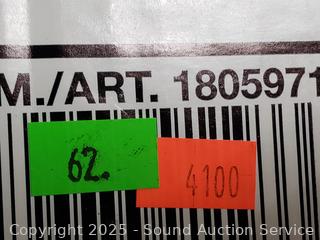 M./ART. 1805971
62.
4100
Copyright 2025 - Sound Auction Service